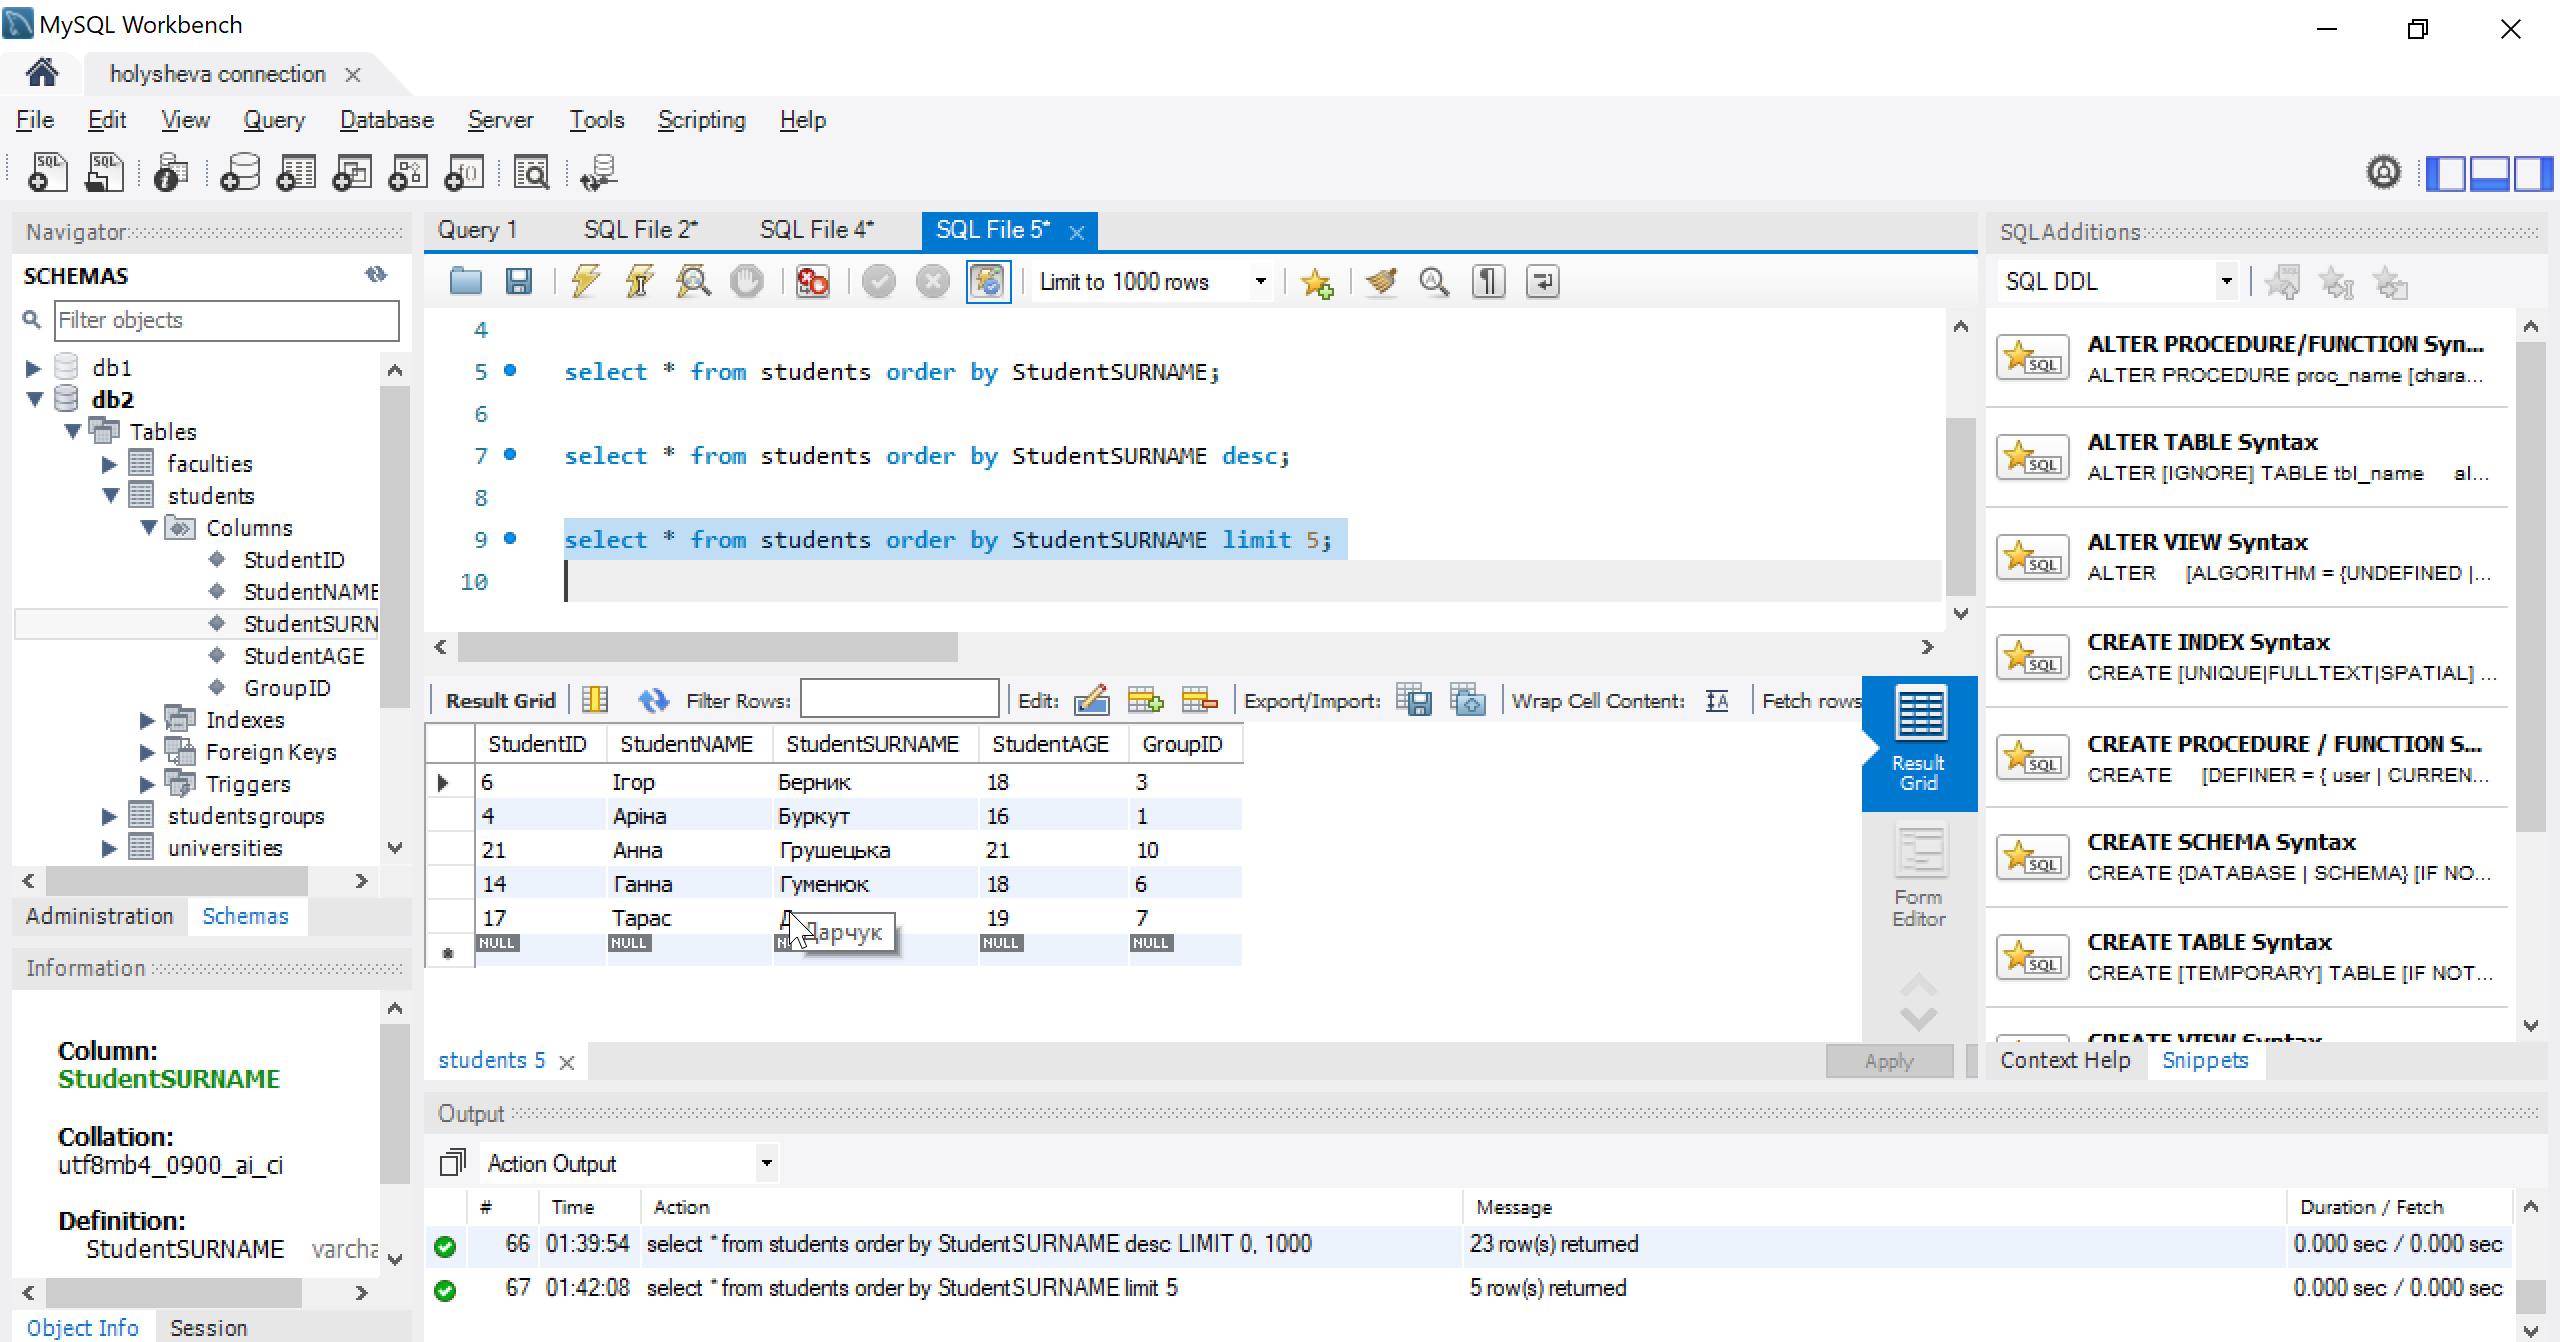 MySQL Workbench
holysheva connection
File Edit View Query Database Server Tools Scripting Help
Navigator
SCHEMAS
Filter objects
db1
db2
Tables
faculties
students
Columns
StudentID
StudentNAME
StudentSURN
StudentAGE
GroupID
Indexes
Foreign Keys
Triggers
studentsgroups
universities
Administration Schemas
Information
Column:
StudentSURNAME
Collation:
utf8mb4_0900_ai_ci
Definition:
StudentSURNAME varcha
Object Info Session
Query 1 SQL File 2* SQL File 4* SQL File 5*
Limit to 1000 rows
4
5 select * from students order by StudentSURNAME;
6
7 select * from students order by StudentSURNAME desc;
8
9 select * from students order by StudentSURNAME limit 5;
10
Result Grid Filter Rows: Edit: Export/Import: Wrap Cell Content: Fetch rows
StudentID StudentNAME StudentSURNAME StudentAGE GroupID
6 Ігор Берник 18 3
4 Аріна Буркут 16 1
21 Анна Грушецька 21 10
14 Ганна Гуменюк 18 6
17 Тарас Д 19 7
Дарчук
NULL NULL NULL NULL
Result
Grid
Form
Editor
students 5
Apply
SQLAdditions
SQL DDL
ALTER PROCEDURE/FUNCTION Syn...
ALTER PROCEDURE proc_name [chara...
ALTER TABLE Syntax
ALTER [IGNORE] TABLE tbl_name al...
ALTER VIEW Syntax
ALTER [ALGORITHM = {UNDEFINED |...
CREATE INDEX Syntax
CREATE [UNIQUE|FULLTEXT|SPATIAL] ...
CREATE PROCEDURE / FUNCTION S...
CREATE [DEFINER = { user | CURREN...
CREATE SCHEMA Syntax
CREATE {DATABASE | SCHEMA} [IF NO...
CREATE TABLE Syntax
CREATE [TEMPORARY] TABLE [IF NOT...
CREATE VIEW Syntax
Context Help Snippets
Output
Action Output
# Time Action Message Duration / Fetch
66 01:39:54 select * from students order by StudentSURNAME desc LIMIT 0, 1000 23 row(s) returned 0.000 sec / 0.000 sec
67 01:42:08 select * from students order by StudentSURNAME limit 5 5 row(s) returned 0.000 sec / 0.000 sec